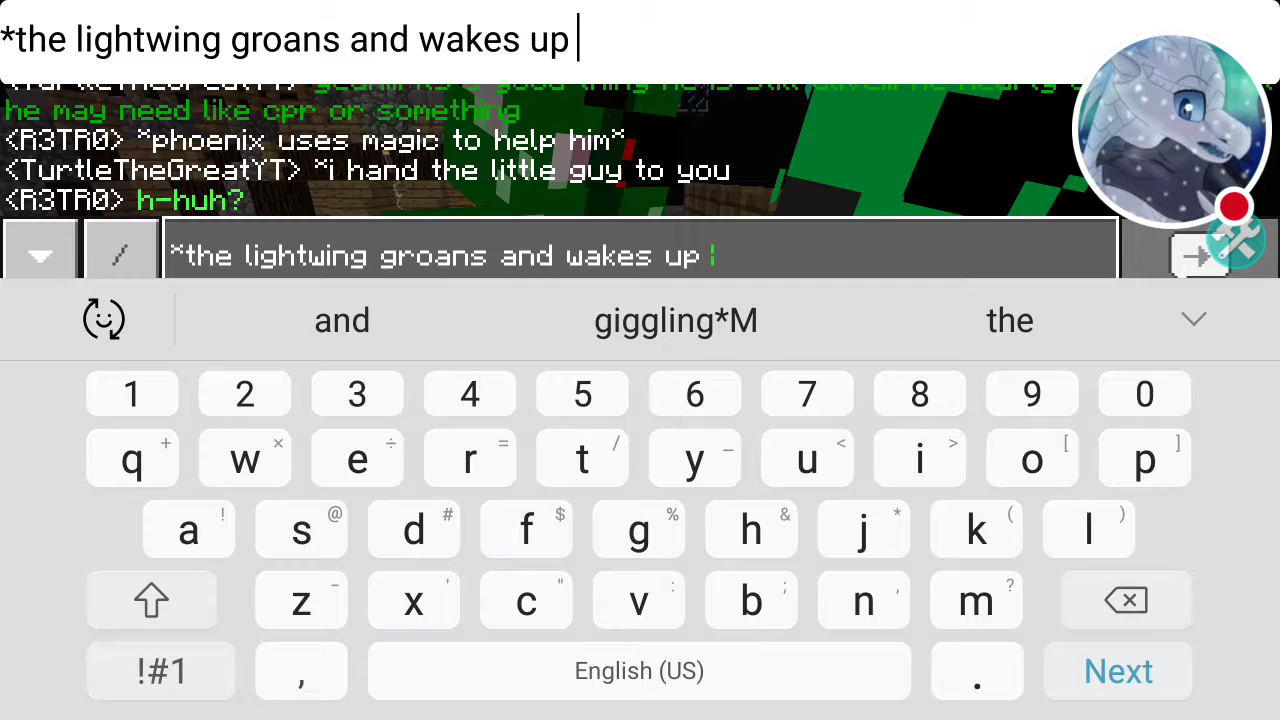 *the lightwing groans and wakes up
he may need like cpr or something
<R3TR0> *phoenix uses magic to help him*
<TurtleTheGreatYT> *i hand the little guy to you
<R3TR0> h-huh?
/ *the lightwing groans and wakes up
and giggling*M the
1 2 3 4 5 6 7 8 9 0
q + w × e ÷ r = t / y _ u < i > o [ p ]
a ! s @ d # f $ g % h & j * k ( l )
z - x ' c " v : b ; n , m ?
!#1 , English (US) . Next